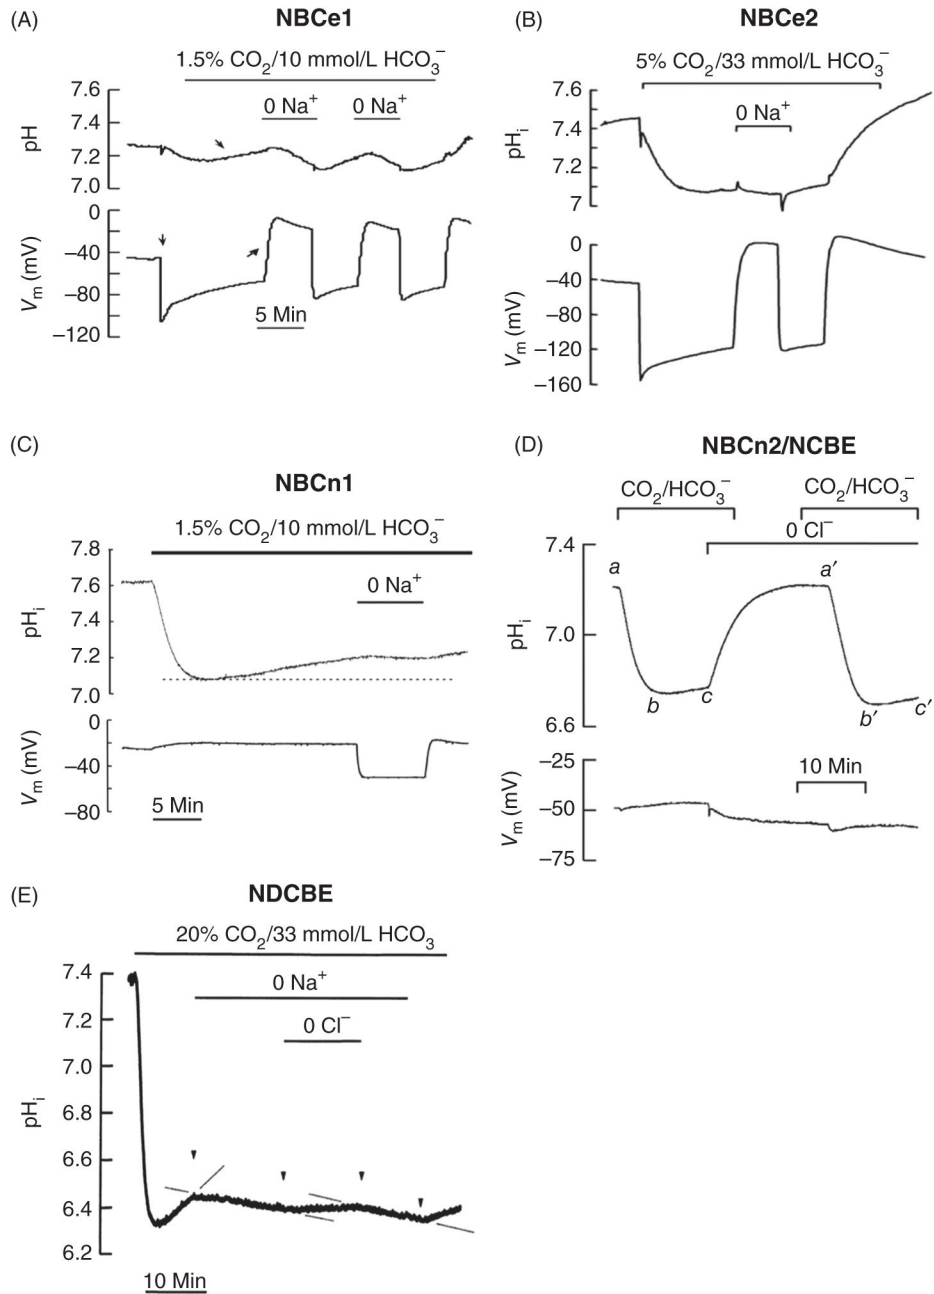 (A)
NBCe1
1.5% CO₂/10 mmol/L HCO₃⁻
0 Na⁺ 0 Na⁺
7.6
7.4
7.2
7.0
pH
0
−40
−80
−120
Vₘ (mV)
5 Min
(B)
NBCe2
5% CO₂/33 mmol/L HCO₃⁻
0 Na⁺
7.6
7.4
7.2
7
pHᵢ
0
−40
−80
−120
−160
Vₘ (mV)
(C)
NBCn1
1.5% CO₂/10 mmol/L HCO₃⁻
0 Na⁺
7.8
7.6
7.4
7.2
7.0
pHᵢ
0
−40
−80
Vₘ (mV)
5 Min
(D)
NBCn2/NCBE
CO₂/HCO₃⁻ CO₂/HCO₃⁻
0 Cl⁻
7.4
7.0
6.6
pHᵢ
a
b
c
a′
b′
c′
10 Min
−25
−50
−75
Vₘ (mV)
(E)
NDCBE
20% CO₂/33 mmol/L HCO₃
0 Na⁺
0 Cl⁻
7.4
7.2
7.0
6.8
6.6
6.4
6.2
pHᵢ
10 Min